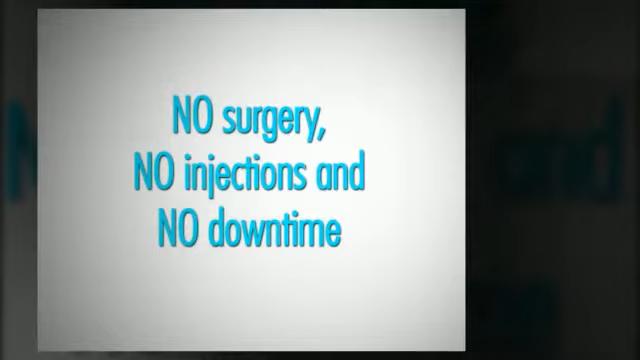 NO surgery,
NO injections and
NO downtime